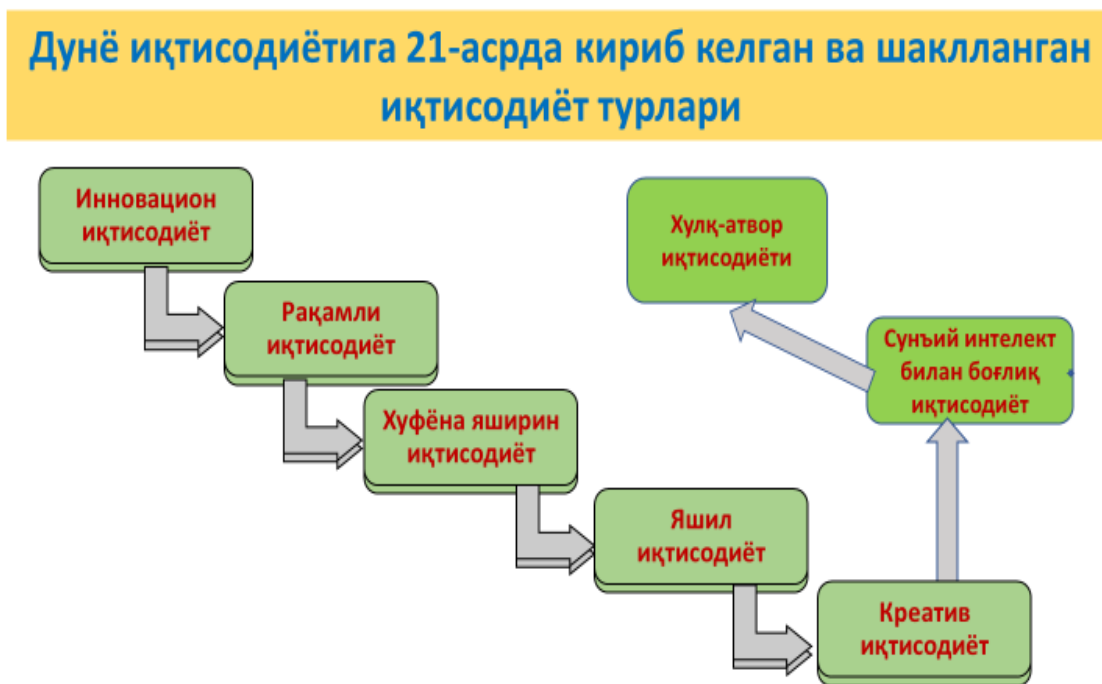 Дунё иқтисодиётига 21-асрда кириб келган ва шаклланган
иқтисодиёт турлари
Инновацион
иқтисодиёт
Рақамли
иқтисодиёт
Хуфёна яширин
иқтисодиёт
Яшил
иқтисодиёт
Креатив
иқтисодиёт
Сунъий интелект
билан боғлиқ
иқтисодиёт
Хулқ-атвор
иқтисодиёти